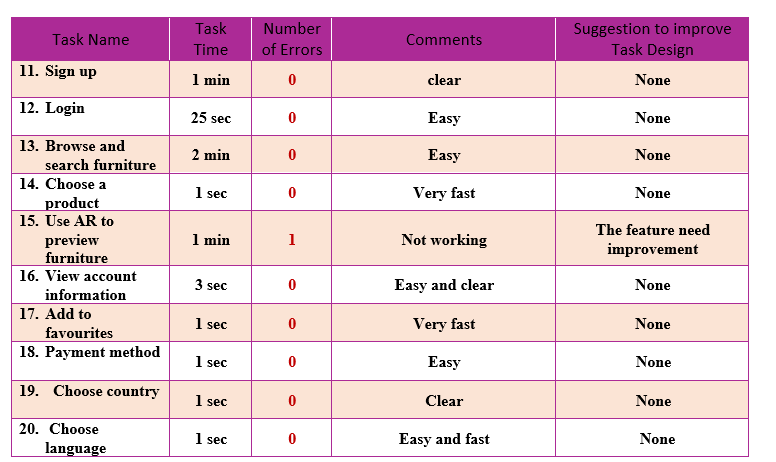 Task Name Task Time Number of Errors Comments Suggestion to improve Task Design
11. Sign up 1 min 0 clear None
12. Login 25 sec 0 Easy None
13. Browse and search furniture 2 min 0 Easy None
14. Choose a product 1 sec 0 Very fast None
15. Use AR to preview furniture 1 min 1 Not working The feature need improvement
16. View account information 3 sec 0 Easy and clear None
17. Add to favourites 1 sec 0 Very fast None
18. Payment method 1 sec 0 Easy None
19. Choose country 1 sec 0 Clear None
20. Choose language 1 sec 0 Easy and fast None